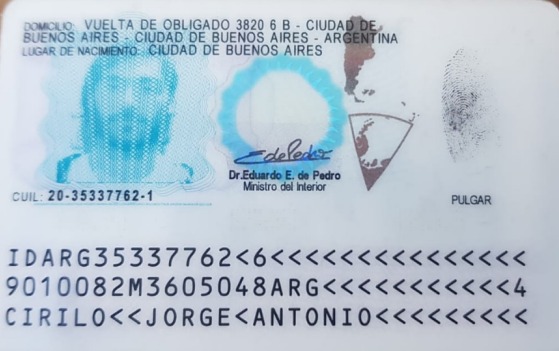 DOMICILIO: VUELTA DE OBLIGADO 3820 6 B - CIUDAD DE
BUENOS AIRES - CIUDAD DE BUENOS AIRES - ARGENTINA
LUGAR DE NACIMIENTO: CIUDAD DE BUENOS AIRES
EdePedro
Dr.Eduardo E. de Pedro
Ministro del Interior
CUIL: 20-35337762-1
PULGAR
IDARG35337762<6<<<<<<<<<<<<<<<
9010082M3605048ARG<<<<<<<<<<<4
CIRILO<<JORGE<ANTONIO<<<<<<<<<